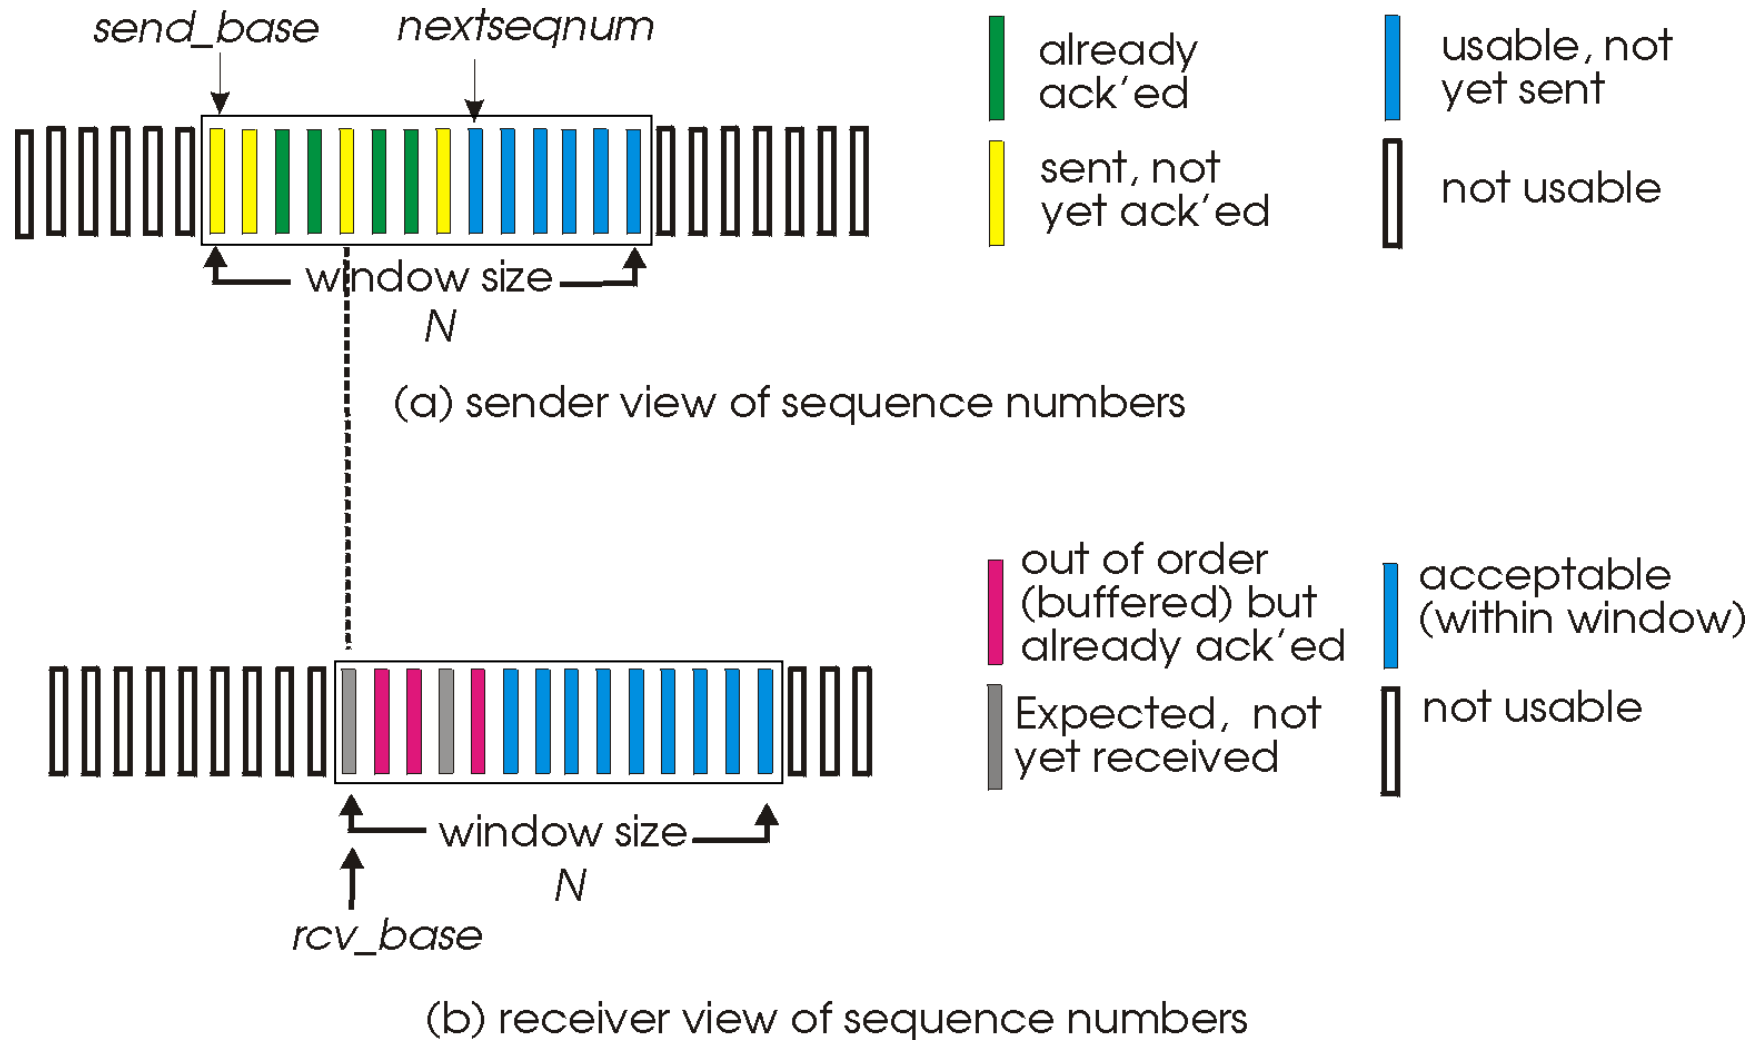 send_base
nextseqnum
already
ack'ed
usable, not
yet sent
sent, not
yet ack'ed
not usable
window size
N
(a) sender view of sequence numbers
out of order
(buffered) but
already ack'ed
acceptable
(within window)
Expected, not
yet received
not usable
window size
N
rcv_base
(b) receiver view of sequence numbers